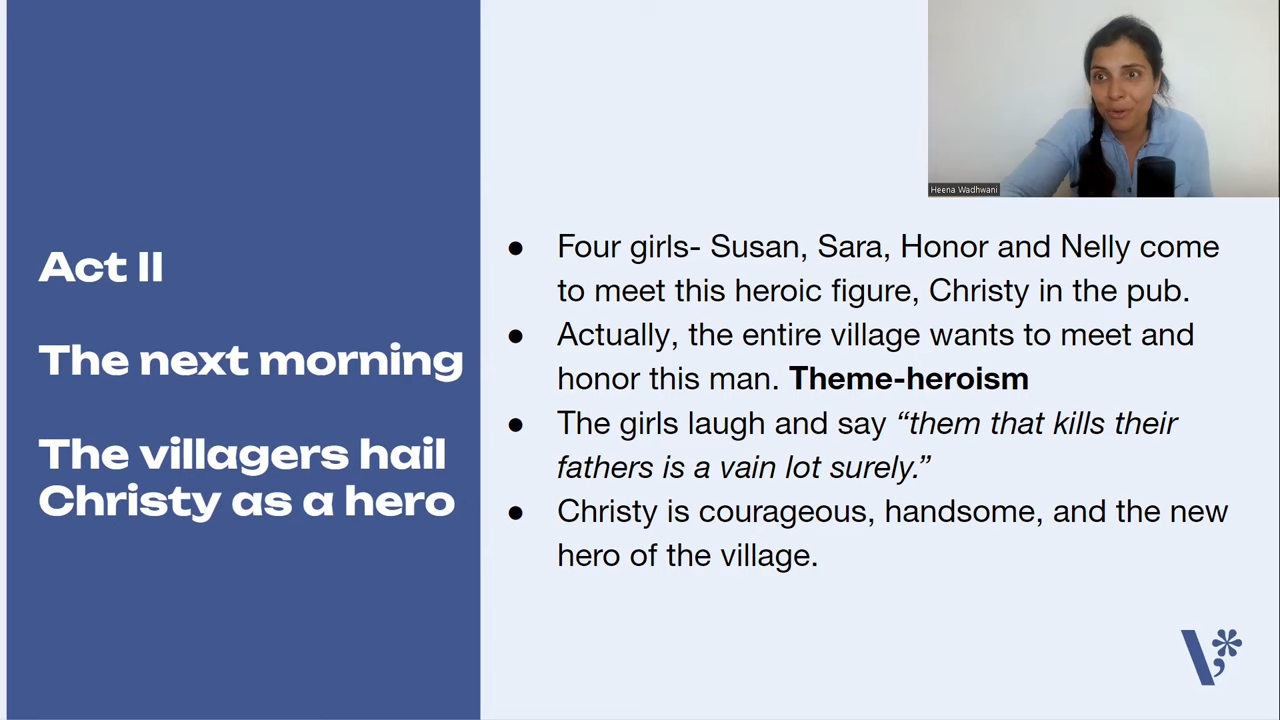 Heena Wadhwani
Act II
The next morning
The villagers hail
Christy as a hero
● Four girls- Susan, Sara, Honor and Nelly come
to meet this heroic figure, Christy in the pub.
● Actually, the entire village wants to meet and
honor this man. Theme-heroism
● The girls laugh and say “them that kills their
fathers is a vain lot surely.”
● Christy is courageous, handsome, and the new
hero of the village.